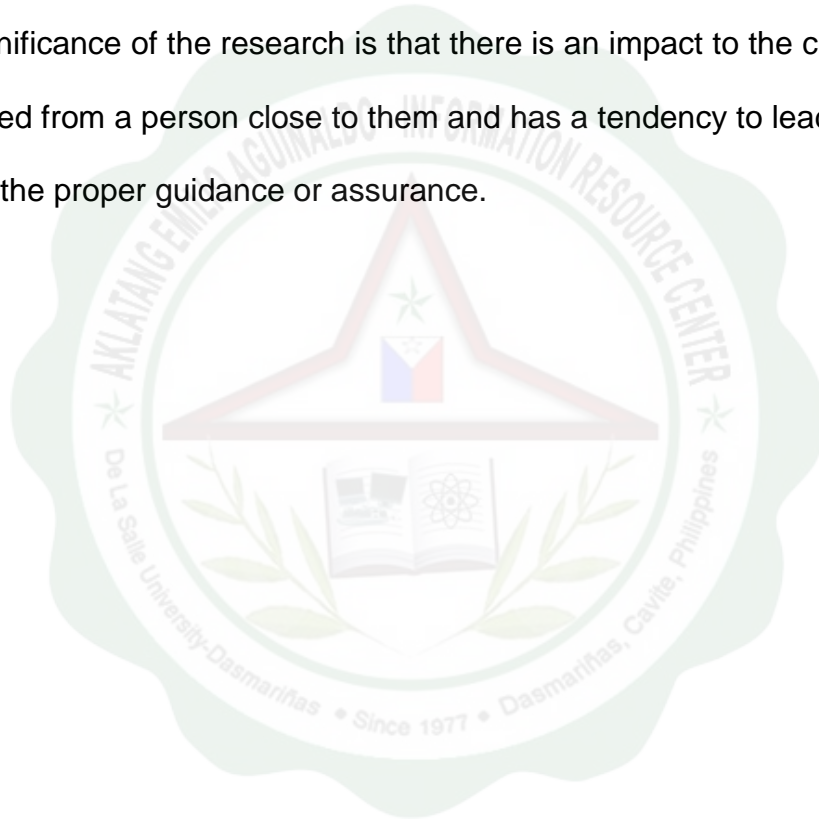 nificance of the research is that there is an impact to the c
ed from a person close to them and has a tendency to lead
the proper guidance or assurance.
AKLATANG EMILIO AGUINALDO - INFORMATION RESOURCE CENTER
De La Salle University-Dasmariñas • Since 1977 • Dasmariñas, Cavite, Philippines